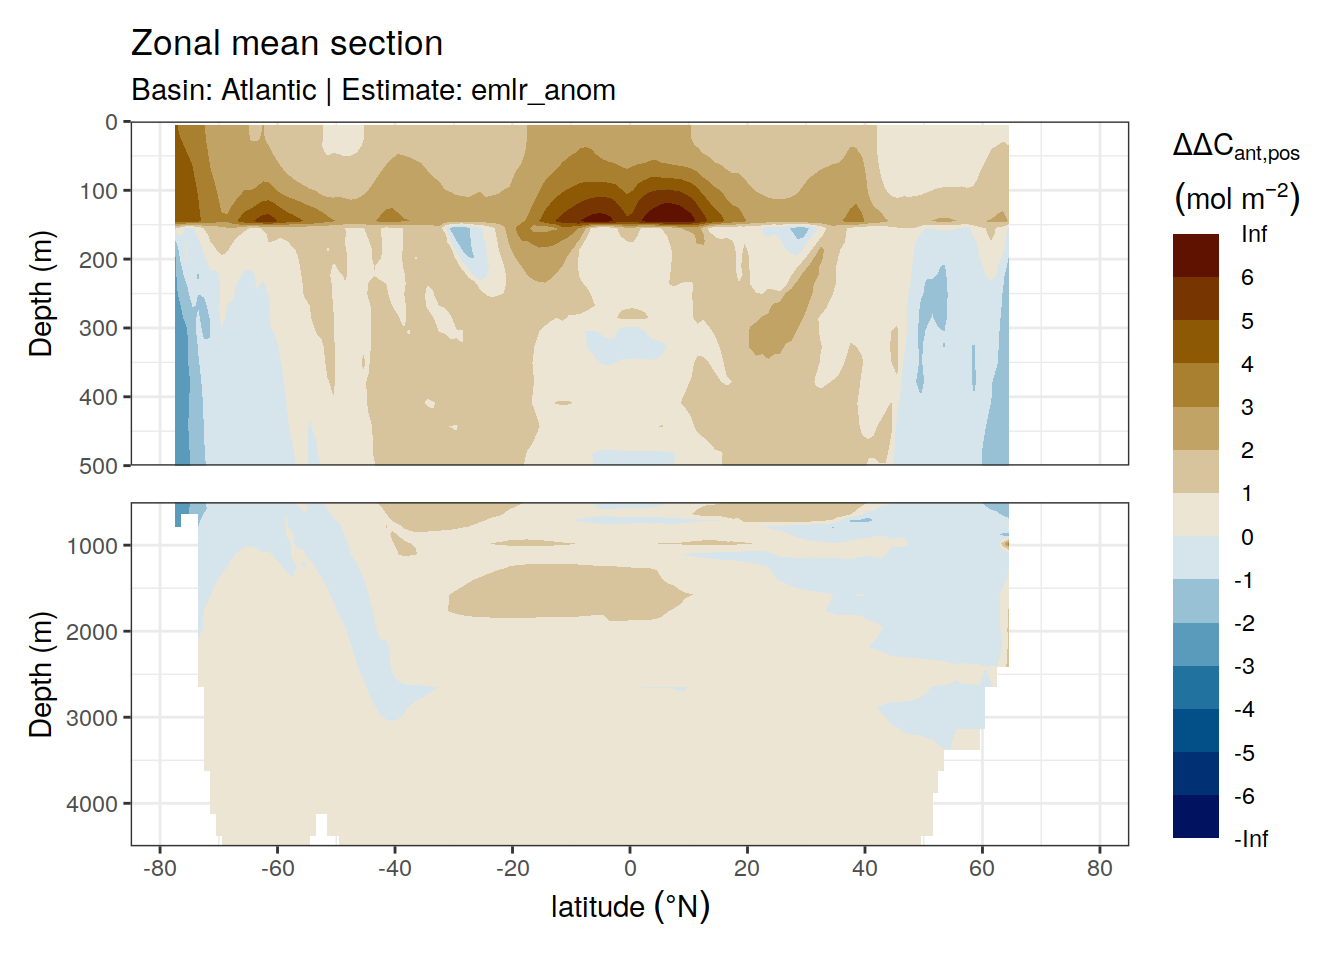 Zonal mean section
Basin: Atlantic | Estimate: emlr_anom
Depth (m)
0
100
200
300
400
500
Depth (m)
1000
2000
3000
4000
-80 -60 -40 -20 0 20 40 60 80
latitude (°N)
ΔΔC_ant,pos
(mol m⁻²)
Inf
6
5
4
3
2
1
0
-1
-2
-3
-4
-5
-6
-Inf